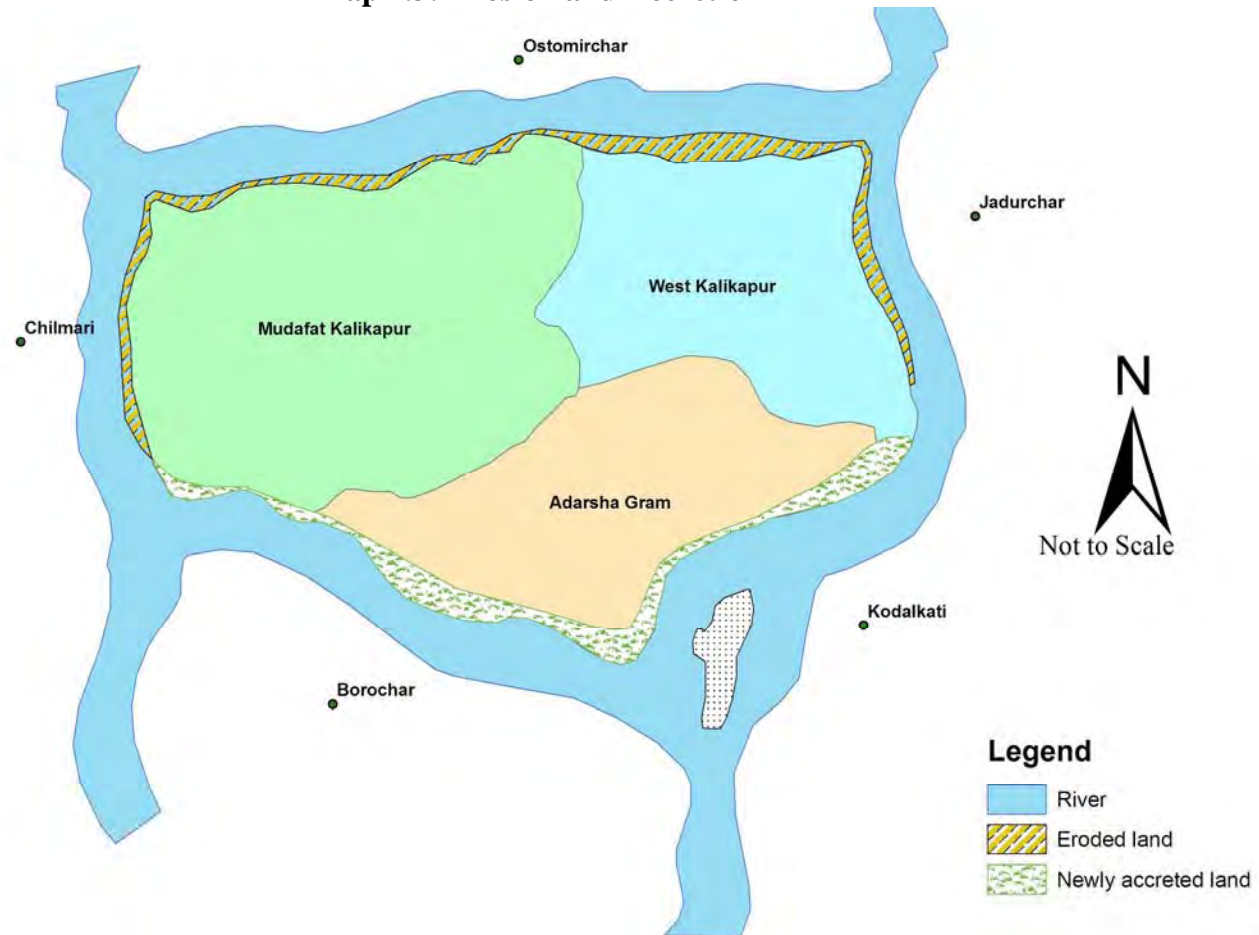 Ostomirchar
Jadurchar
West Kalikapur
Mudafat Kalikapur
Chilmari
N
Adarsha Gram
Not to Scale
Kodalkati
Borochar
Legend
River
Eroded land
Newly accreted land